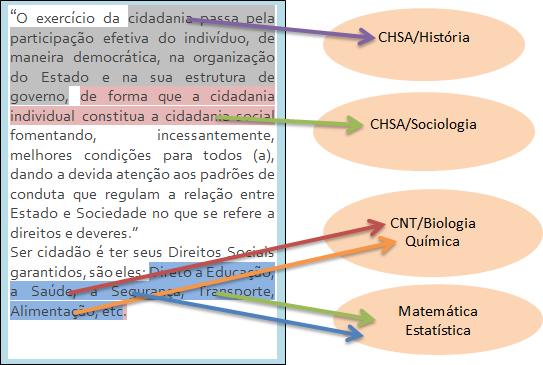 “O exercício da cidadania passa pela
participação efetiva do indivíduo, de
maneira democrática, na organização
do Estado e na sua estrutura de
governo, de forma que a cidadania
individual constitua a cidadania social
fomentando, incessantemente,
melhores condições para todos (a),
dando a devida atenção aos padrões de
conduta que regulam a relação entre
Estado e Sociedade no que se refere a
direitos e deveres.”
Ser cidadão é ter seus Direitos Sociais
garantidos, são eles: Direto a Educação,
a Saúde, a Segurança, Transporte,
Alimentação, etc.
CHSA/História
CHSA/Sociologia
CNT/Biologia
Química
Matemática
Estatística